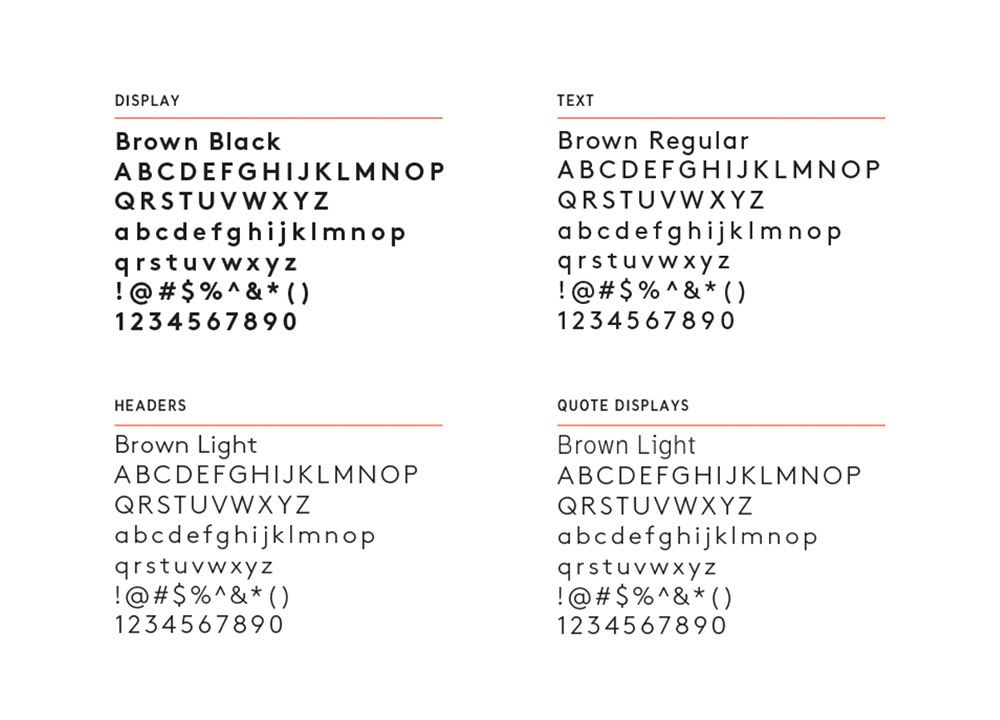 DISPLAY
Brown Black
ABCDEFGHIJKLMNOP
QRSTUVWXYZ
abcdefghijklmnop
qrstuvwxyz
!@#$%^&*()
1234567890
TEXT
Brown Regular
ABCDEFGHIJKLMNOP
QRSTUVWXYZ
abcdefghijklmnop
qrstuvwxyz
!@#$%^&*()
1234567890
HEADERS
Brown Light
ABCDEFGHIJKLMNOP
QRSTUVWXYZ
abcdefghijklmnop
qrstuvwxyz
!@#$%^&*()
1234567890
QUOTE DISPLAYS
Brown Light
ABCDEFGHIJKLMNOP
QRSTUVWXYZ
abcdefghijklmnop
qrstuvwxyz
!@#$%^&*()
1234567890